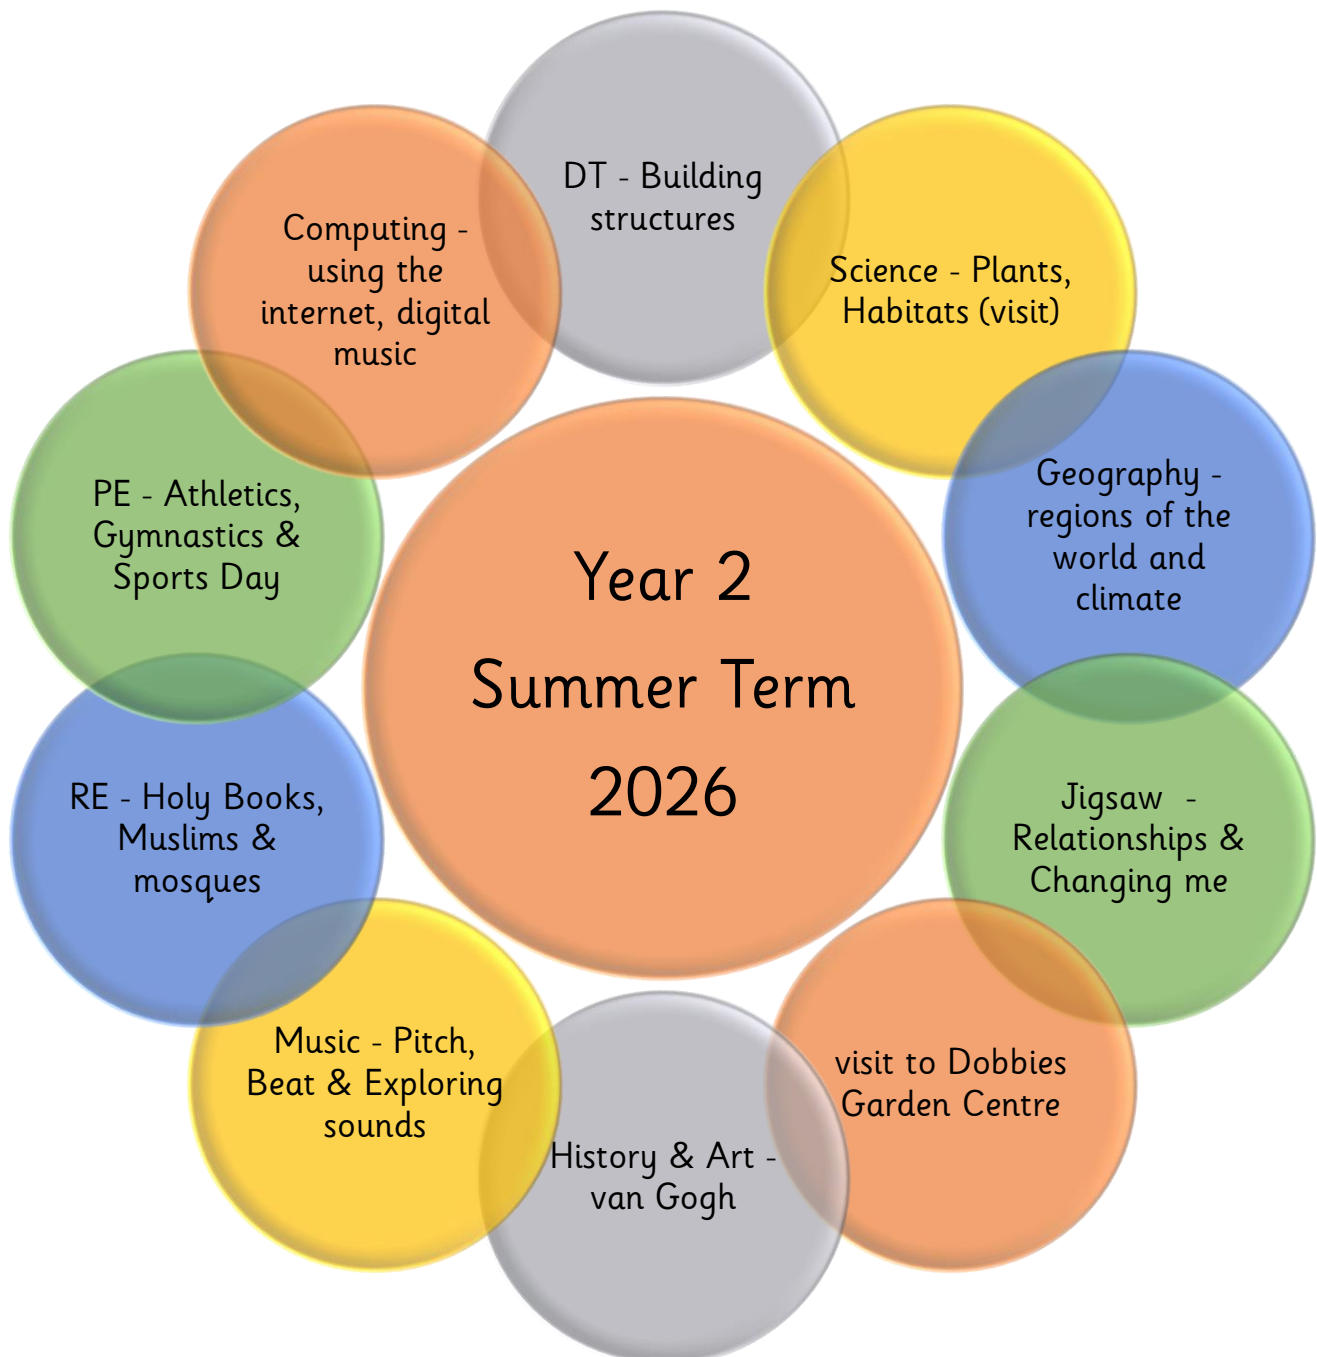 DT - Building
structures
Science - Plants,
Habitats (visit)
Geography -
regions of the
world and
climate
Jigsaw  -
Relationships &
Changing me
visit to Dobbies
Garden Centre
History & Art -
van Gogh
Music - Pitch,
Beat & Exploring
sounds
RE - Holy Books,
Muslims &
mosques
PE - Athletics,
Gymnastics &
Sports Day
Computing -
using the
internet, digital
music
Year 2
Summer Term
2026